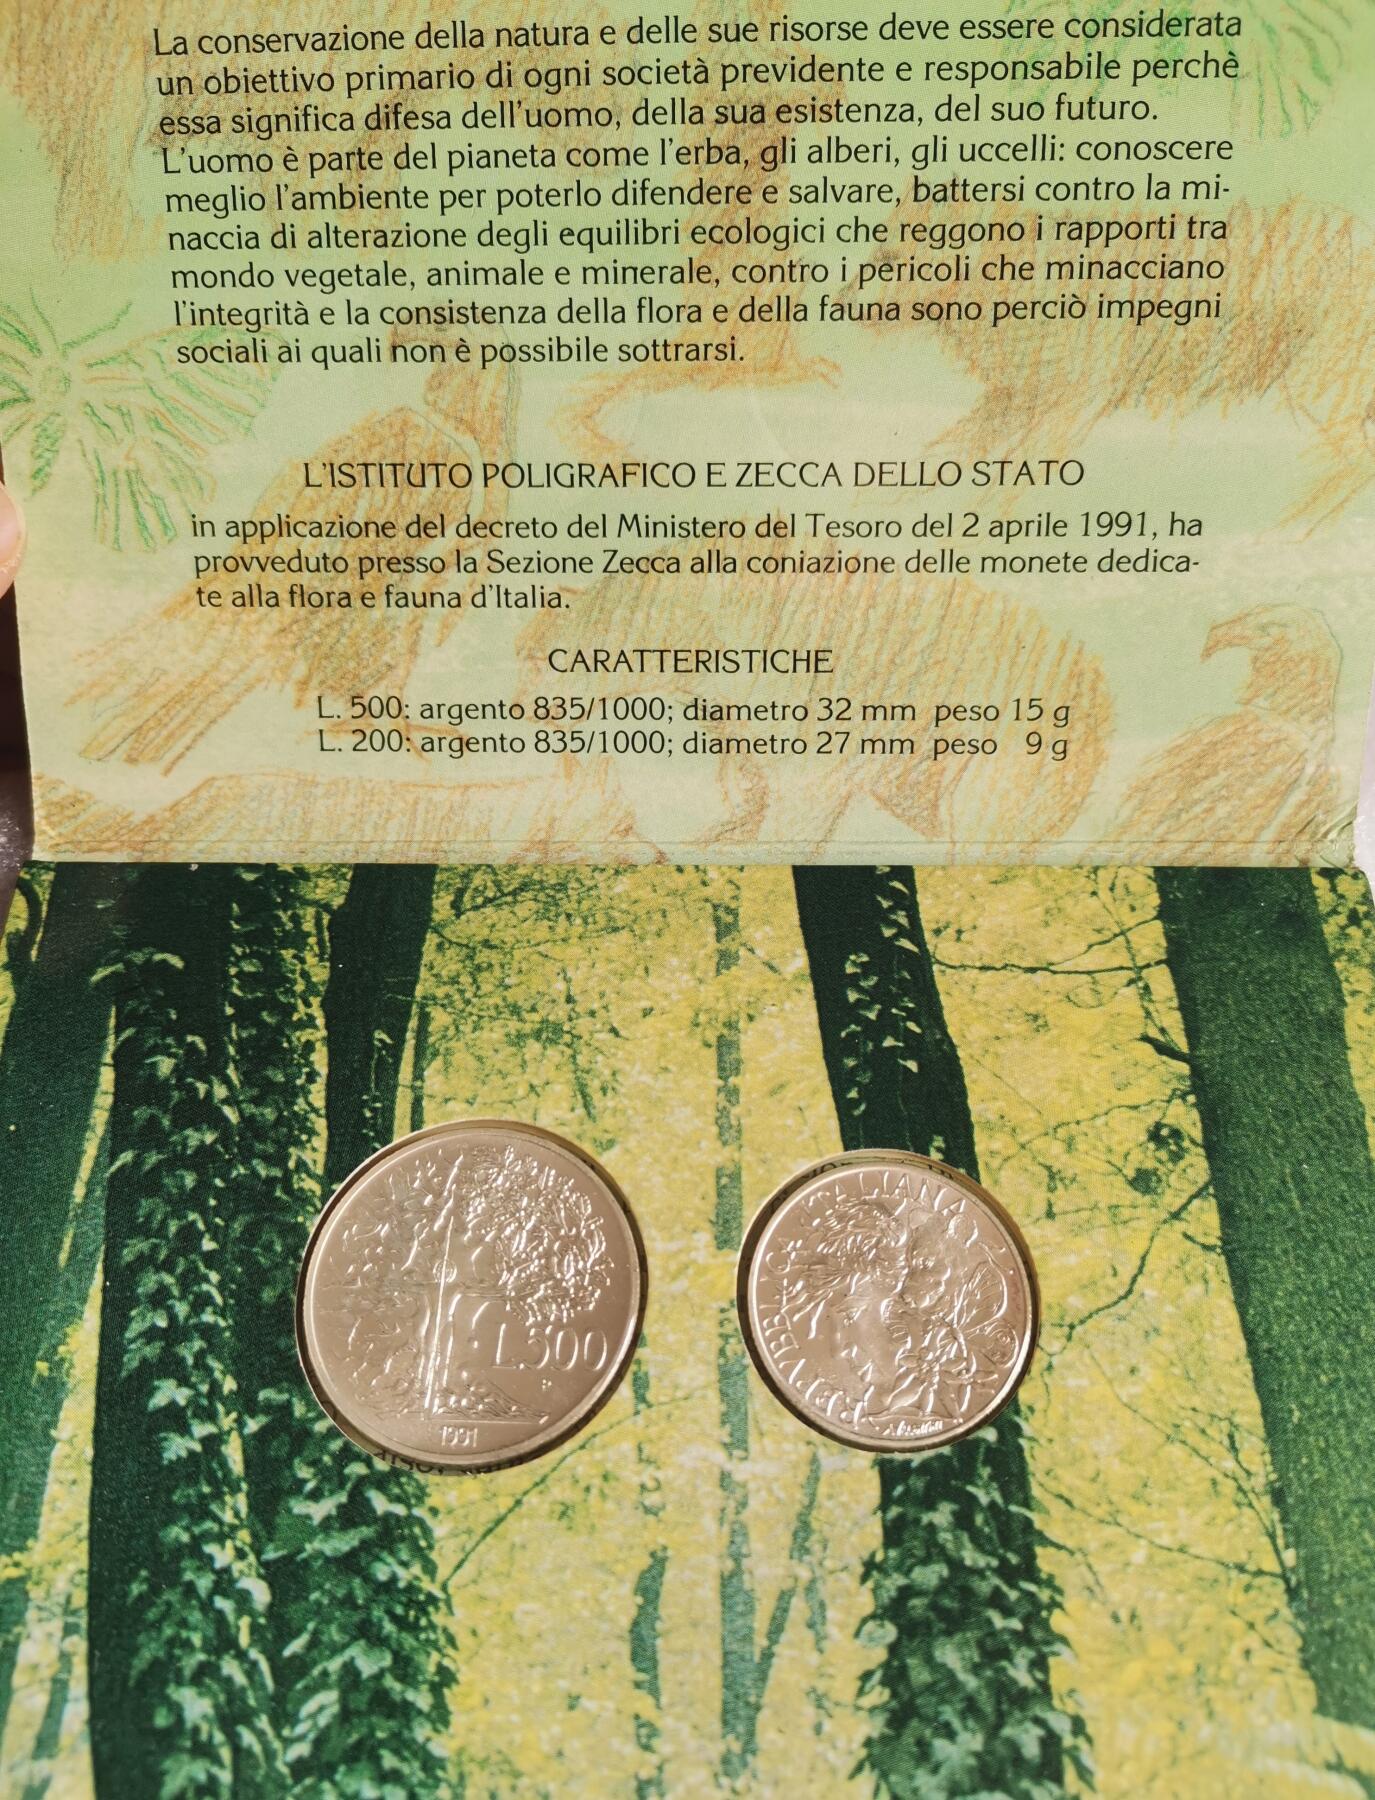 La conservazione della natura e delle sue risorse deve essere considerata
un obiettivo primario di ogni società previdente e responsabile perchè
essa significa difesa dell'uomo, della sua esistenza, del suo futuro.
L'uomo è parte del pianeta come l'erba, gli alberi, gli uccelli: conoscere
meglio l'ambiente per poterlo difendere e salvare, battersi contro la mi-
naccia di alterazione degli equilibri ecologici che reggono i rapporti tra
mondo vegetale, animale e minerale, contro i pericoli che minacciano
l'integrità e la consistenza della flora e della fauna sono perciò impegni
sociali ai quali non è possibile sottrarsi.
L'ISTITUTO POLIGRAFICO E ZECCA DELLO STATO
in applicazione del decreto del Ministero del Tesoro del 2 aprile 1991, ha
provveduto presso la Sezione Zecca alla coniazione delle monete dedica-
te alla flora e fauna d'Italia.
CARATTERISTICHE
L. 500: argento 835/1000; diametro 32 mm peso 15 g
L. 200: argento 835/1000; diametro 27 mm peso 9 g
L.500
R
1991
REPVBBLICA ITALIANA